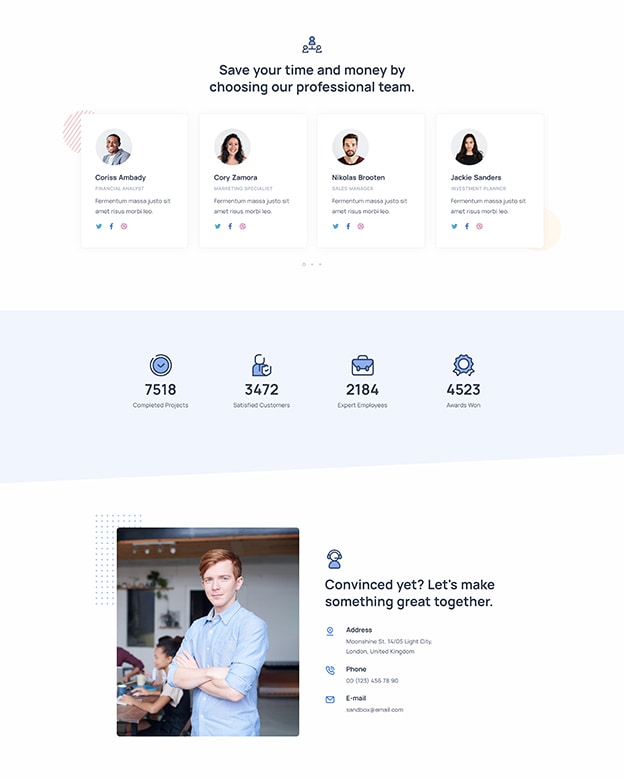 Save your time and money by
choosing our professional team.
Coriss Ambady
FINANCIAL ANALYST
Fermentum massa justo sit
amet risus morbi leo.
Cory Zamora
MARKETING SPECIALIST
Fermentum massa justo sit
amet risus morbi leo.
Nikolas Brooten
SALES MANAGER
Fermentum massa justo sit
amet risus morbi leo.
Jackie Sanders
INVESTMENT PLANNER
Fermentum massa justo sit
amet risus morbi leo.
7518
Completed Projects
3472
Satisfied Customers
2184
Expert Employees
4523
Awards Won
Convinced yet? Let's make
something great together.
Address
Moonshine St. 14/05 Light City,
London, United Kingdom
Phone
00 (123) 456 78 90
E-mail
sandbox@email.com